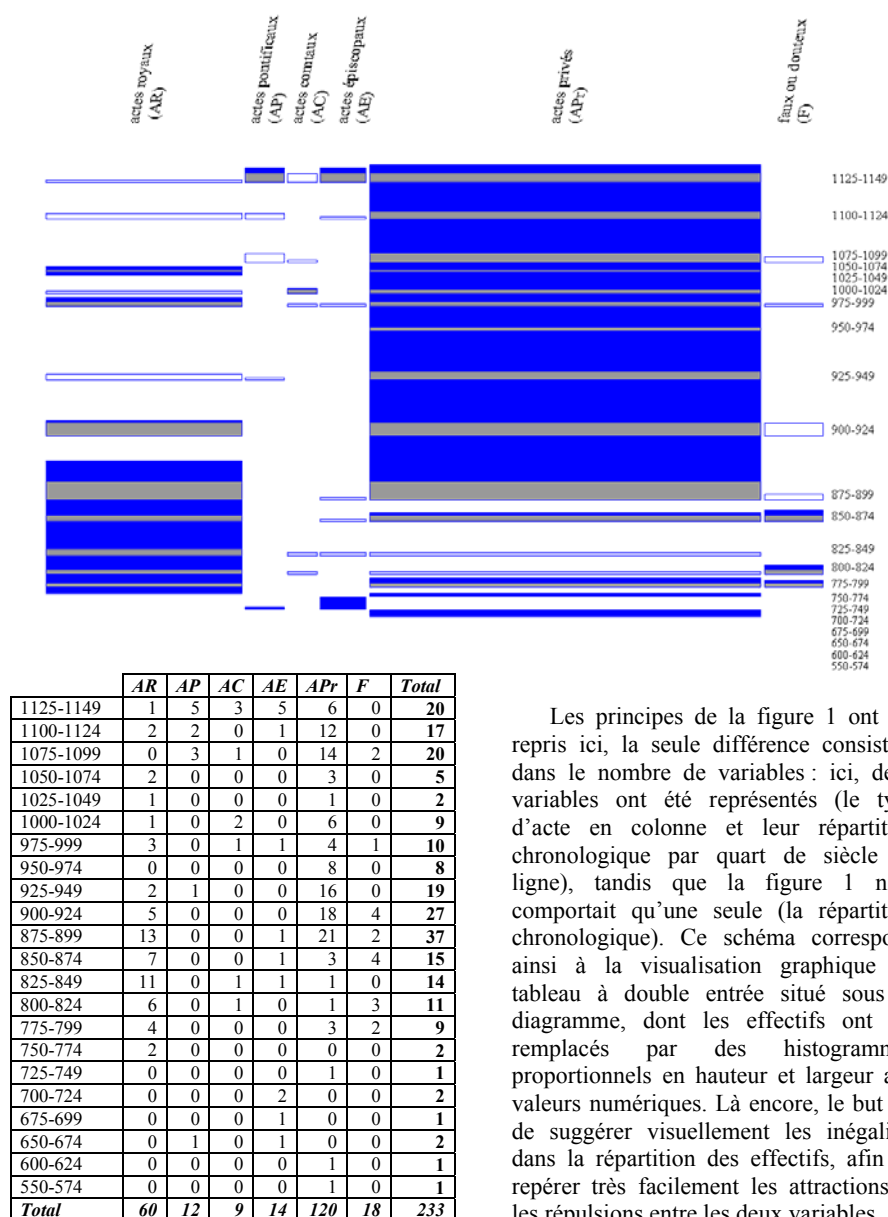 actes royaux
(AR)
actes pontificaux
(AP)
actes comtaux
(AC)
actes épiscopaux
(AE)
actes privés
(APr)
faux ou douteux
(F)
1125-1149
1100-1124
1075-1099
1050-1074
1025-1049
1000-1024
975-999
950-974
925-949
900-924
875-899
850-874
825-849
800-824
775-799
750-774
725-749
700-724
675-699
650-674
600-624
550-574
AR AP AC AE APr F Total
1125-1149 1 5 3 5 6 0 20
1100-1124 2 2 0 1 12 0 17
1075-1099 0 3 1 0 14 2 20
1050-1074 2 0 0 0 3 0 5
1025-1049 1 0 0 0 1 0 2
1000-1024 1 0 2 0 6 0 9
975-999 3 0 1 1 4 1 10
950-974 0 0 0 0 8 0 8
925-949 2 1 0 0 16 0 19
900-924 5 0 0 0 18 4 27
875-899 13 0 0 1 21 2 37
850-874 7 0 0 1 3 4 15
825-849 11 0 1 1 1 0 14
800-824 6 0 1 0 1 3 11
775-799 4 0 0 0 3 2 9
750-774 2 0 0 0 0 0 2
725-749 0 0 0 0 1 0 1
700-724 0 0 0 2 0 0 2
675-699 0 0 0 1 0 0 1
650-674 0 1 0 1 0 0 2
600-624 0 0 0 0 1 0 1
550-574 0 0 0 0 1 0 1
Total 60 12 9 14 120 18 233
Les principes de la figure 1 ont
repris ici, la seule différence consist
dans le nombre de variables : ici, de
variables ont été représentés (le ty
d'acte en colonne et leur répartit
chronologique par quart de siècle
ligne), tandis que la figure 1 n
comportait qu'une seule (la répartit
chronologique). Ce schéma correspo
ainsi à la visualisation graphique
tableau à double entrée situé sous
diagramme, dont les effectifs ont
remplacés par des histogramm
proportionnels en hauteur et largeur a
valeurs numériques. Là encore, le but
de suggérer visuellement les inégali
dans la répartition des effectifs, afin
repérer très facilement les attractions
les répulsions entre les deux variables.